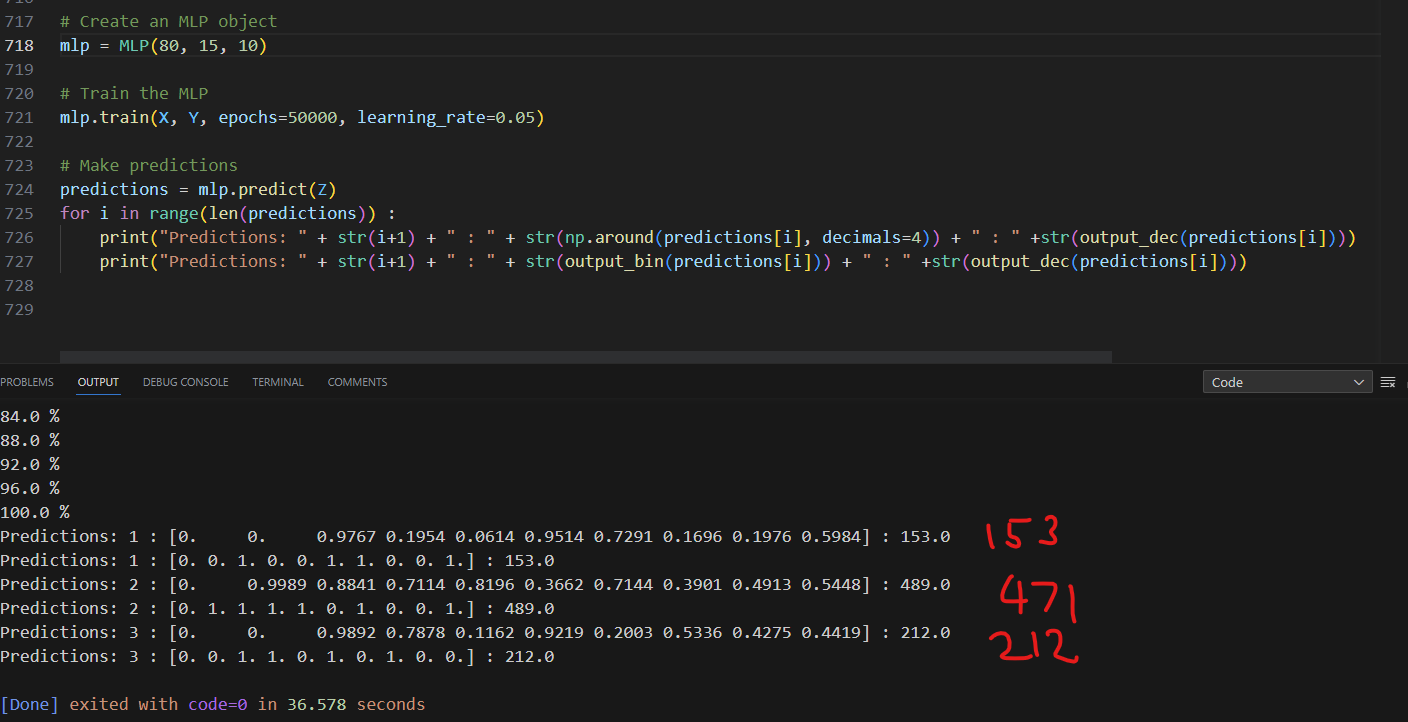 716
717 # Create an MLP object
718 mlp = MLP(80, 15, 10)
719
720 # Train the MLP
721 mlp.train(X, Y, epochs=50000, learning_rate=0.05)
722
723 # Make predictions
724 predictions = mlp.predict(Z)
725 for i in range(len(predictions)) :
726     print("Predictions: " + str(i+1) + " : " + str(np.around(predictions[i], decimals=4)) + " : " +str(output_dec(predictions[i])))
727     print("Predictions: " + str(i+1) + " : " + str(output_bin(predictions[i])) + " : " +str(output_dec(predictions[i])))
728
729
PROBLEMS OUTPUT DEBUG CONSOLE TERMINAL COMMENTS Code
84.0 %
88.0 %
92.0 %
96.0 %
100.0 %
Predictions: 1 : [0.     0.     0.9767 0.1954 0.0614 0.9514 0.7291 0.1696 0.1976 0.5984] : 153.0 153
Predictions: 1 : [0. 0. 1. 0. 0. 1. 1. 0. 0. 1.] : 153.0
Predictions: 2 : [0.     0.9989 0.8841 0.7114 0.8196 0.3662 0.7144 0.3901 0.4913 0.5448] : 489.0 471
Predictions: 2 : [0. 1. 1. 1. 1. 0. 1. 0. 0. 1.] : 489.0
Predictions: 3 : [0.     0.     0.9892 0.7878 0.1162 0.9219 0.2003 0.5336 0.4275 0.4419] : 212.0 212
Predictions: 3 : [0. 0. 1. 1. 0. 1. 0. 1. 0. 0.] : 212.0
[Done] exited with code=0 in 36.578 seconds